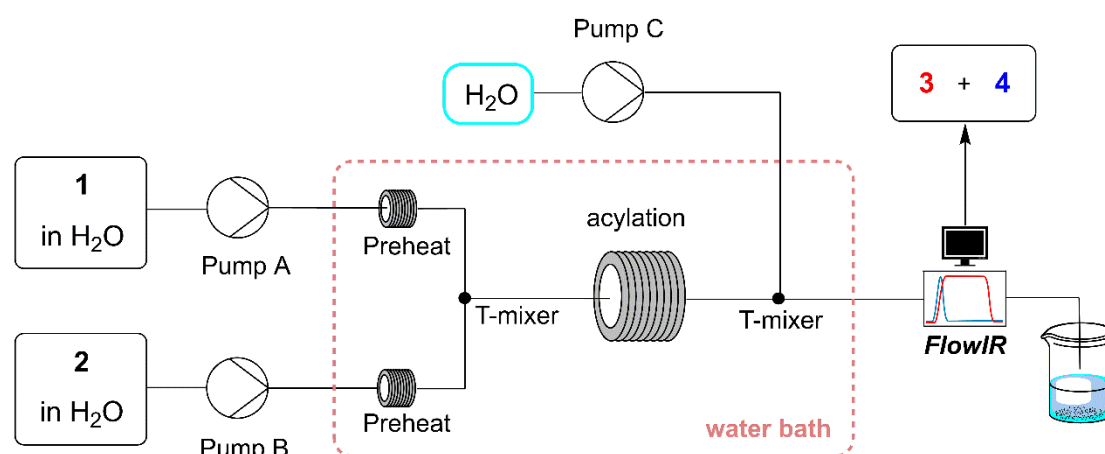 Pump C
H₂O
3 + 4
1
in H₂O
Pump A
Preheat
acylation
T-mixer
T-mixer
FlowIR
2
in H₂O
Pump B
Preheat
water bath